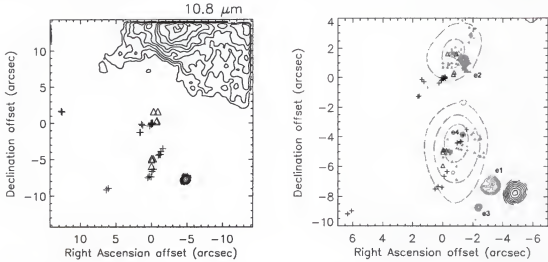 10.8 μm
Declination offset (arcsec)
10
5
0
-5
-10
10 5 0 -5 -10
Right Ascension offset (arcsec)
Declination offset (arcsec)
4
2
0
-2
-4
-6
-8
-10
e2
e4
e1
e3
6 4 2 0 -2 -4 -6
Right Ascension offset (arcsec)